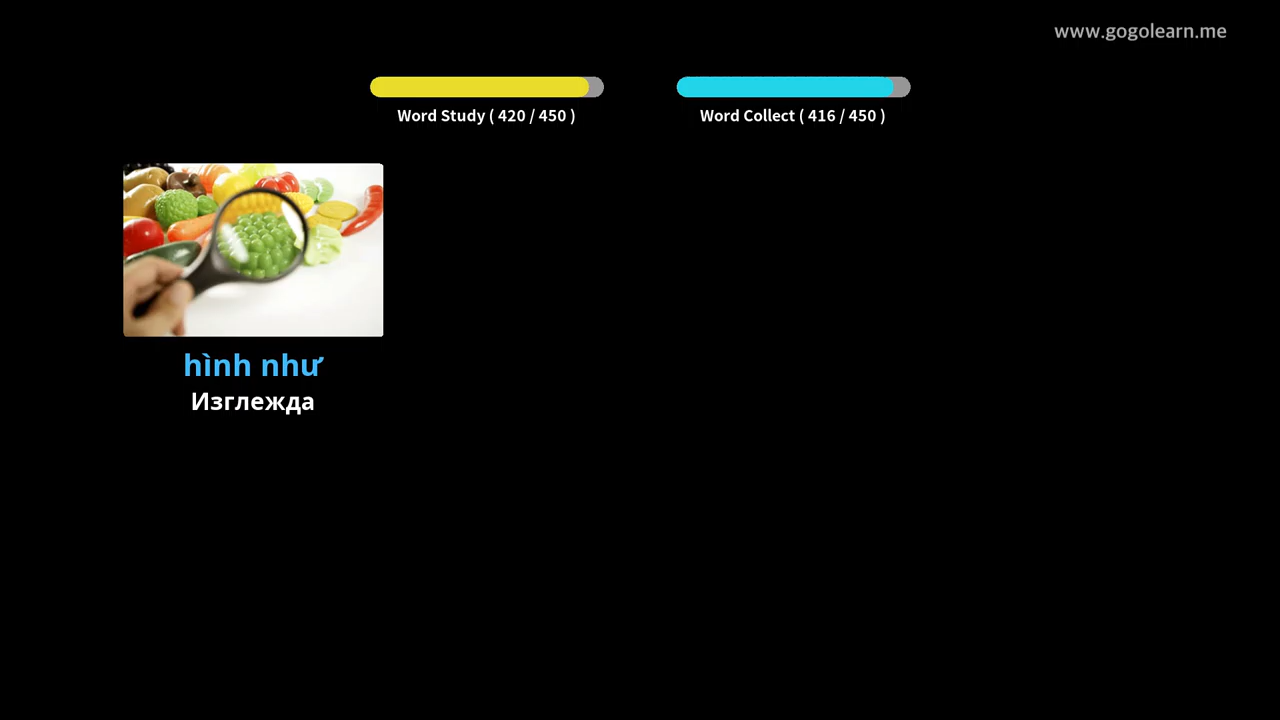 www.gogolearn.me
Word Study ( 420 / 450 )
Word Collect ( 416 / 450 )
hình như
Изглежда